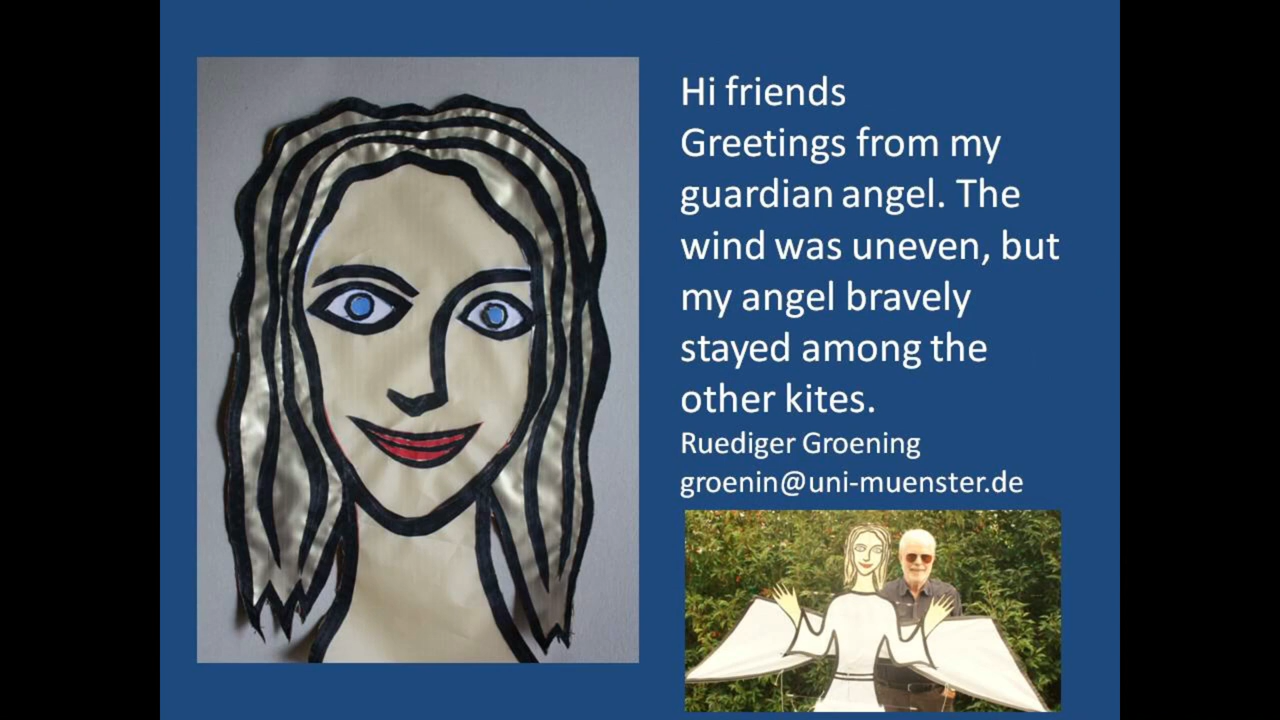 Hi friends
Greetings from my
guardian angel. The
wind was uneven, but
my angel bravely
stayed among the
other kites.
Ruediger Groening
groenin@uni-muenster.de